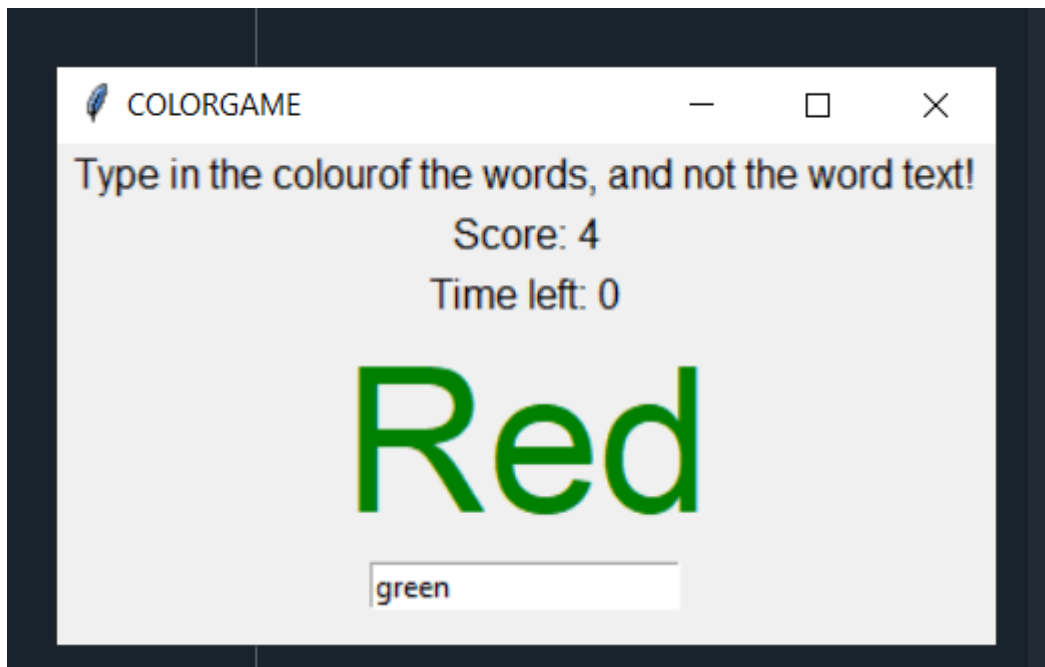 COLORGAME
Type in the colourof the words, and not the word text!
Score: 4
Time left: 0
Red
green